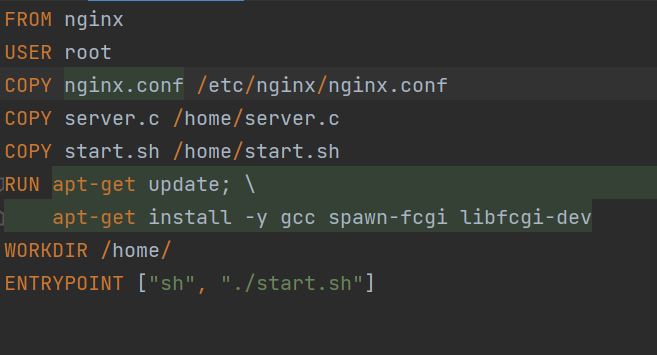 FROM nginx
USER root
COPY nginx.conf /etc/nginx/nginx.conf
COPY server.c /home/server.c
COPY start.sh /home/start.sh
RUN apt-get update; \
    apt-get install -y gcc spawn-fcgi libfcgi-dev
WORKDIR /home/
ENTRYPOINT ["sh", "./start.sh"]